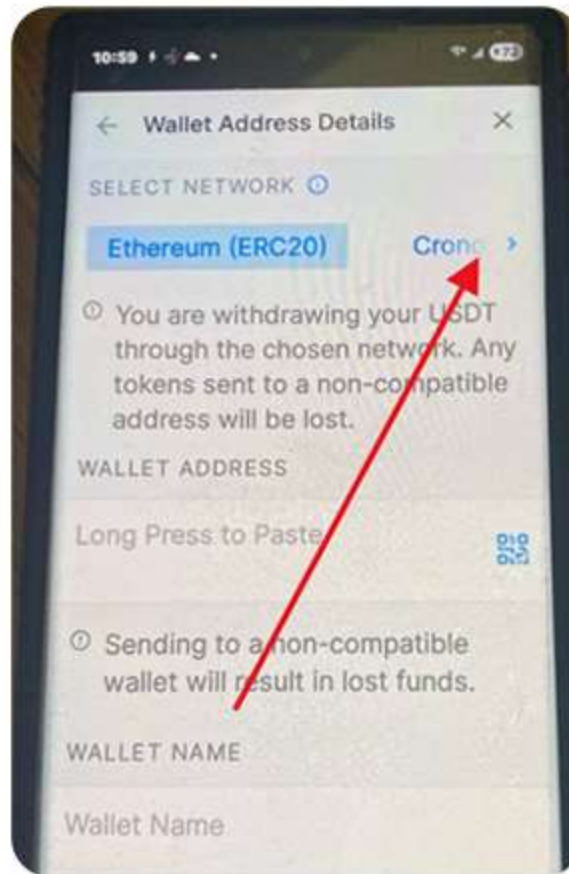 10:59
72
Wallet Address Details
SELECT NETWORK
Ethereum (ERC20) Cron
You are withdrawing your USDT
through the chosen network. Any
tokens sent to a non-compatible
address will be lost.
WALLET ADDRESS
Long Press to Paste
Sending to a non-compatible
wallet will result in lost funds.
WALLET NAME
Wallet Name